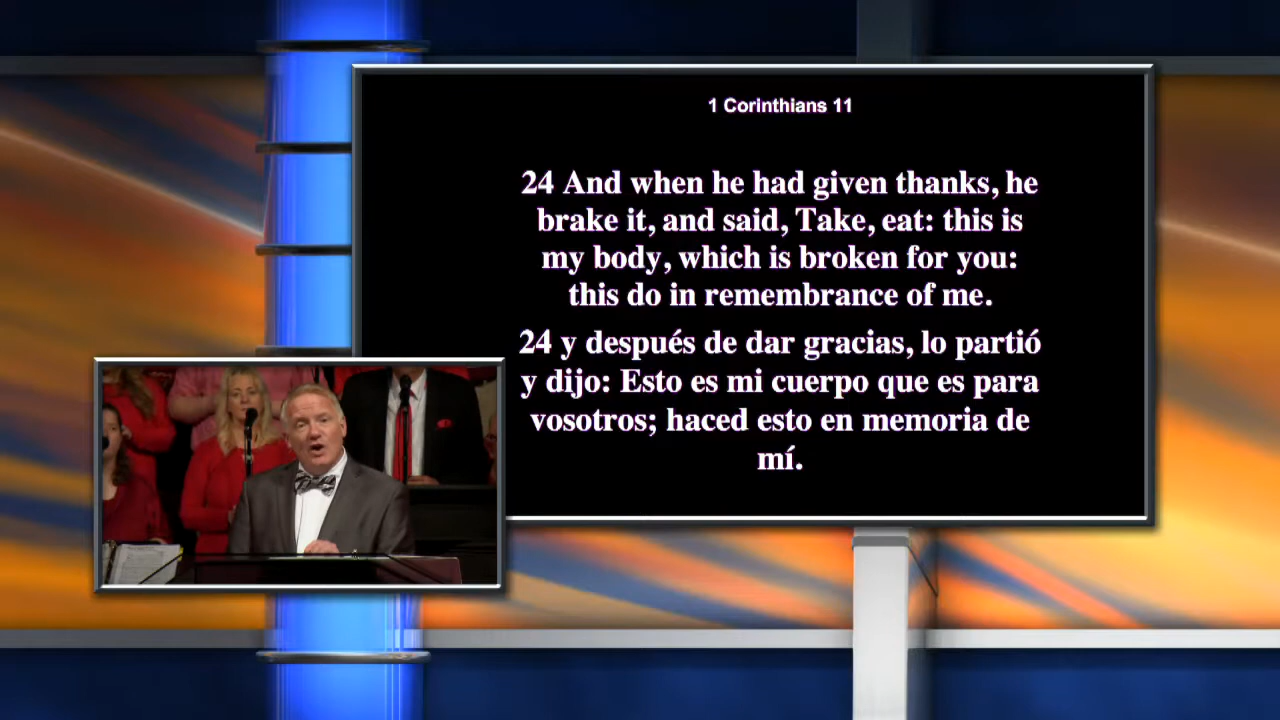 1 Corinthians 11
24 And when he had given thanks, he
brake it, and said, Take, eat: this is
my body, which is broken for you:
this do in remembrance of me.
24 y después de dar gracias, lo partió
y dijo: Esto es mi cuerpo que es para
vosotros; haced esto en memoria de
mí.